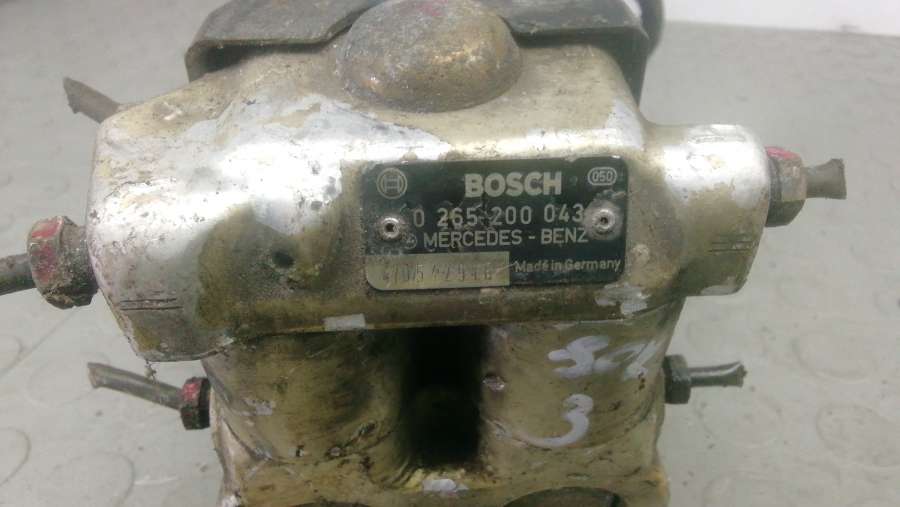 BOSCH
050
0 265 200 043
MERCEDES - BENZ
Made in Germany
3